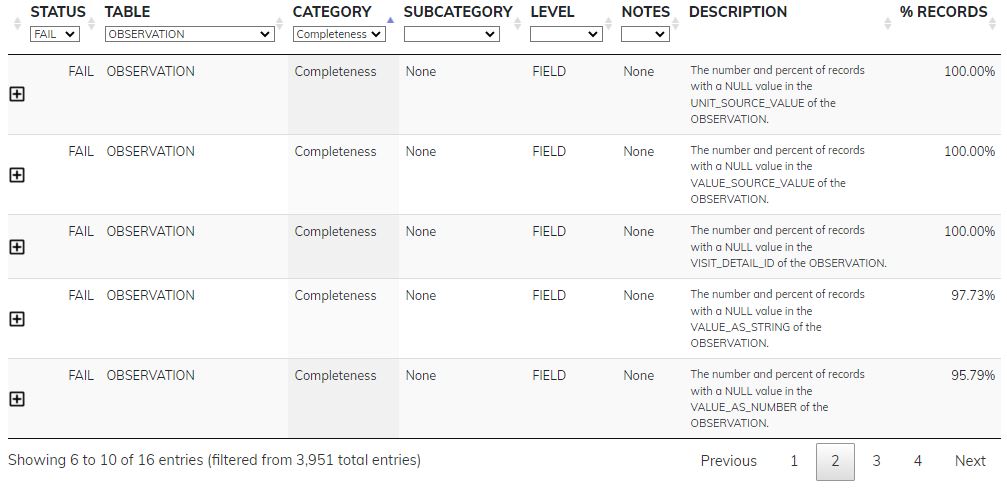 STATUS TABLE CATEGORY SUBCATEGORY LEVEL NOTES DESCRIPTION % RECORDS
FAIL OBSERVATION Completeness
FAIL OBSERVATION Completeness None FIELD None The number and percent of records 100.00%
with a NULL value in the
UNIT_SOURCE_VALUE of the
OBSERVATION.
FAIL OBSERVATION Completeness None FIELD None The number and percent of records 100.00%
with a NULL value in the
VALUE_SOURCE_VALUE of the
OBSERVATION.
FAIL OBSERVATION Completeness None FIELD None The number and percent of records 100.00%
with a NULL value in the
VISIT_DETAIL_ID of the OBSERVATION.
FAIL OBSERVATION Completeness None FIELD None The number and percent of records 97.73%
with a NULL value in the
VALUE_AS_STRING of the
OBSERVATION.
FAIL OBSERVATION Completeness None FIELD None The number and percent of records 95.79%
with a NULL value in the
VALUE_AS_NUMBER of the
OBSERVATION.
Showing 6 to 10 of 16 entries (filtered from 3,951 total entries) Previous 1 2 3 4 Next